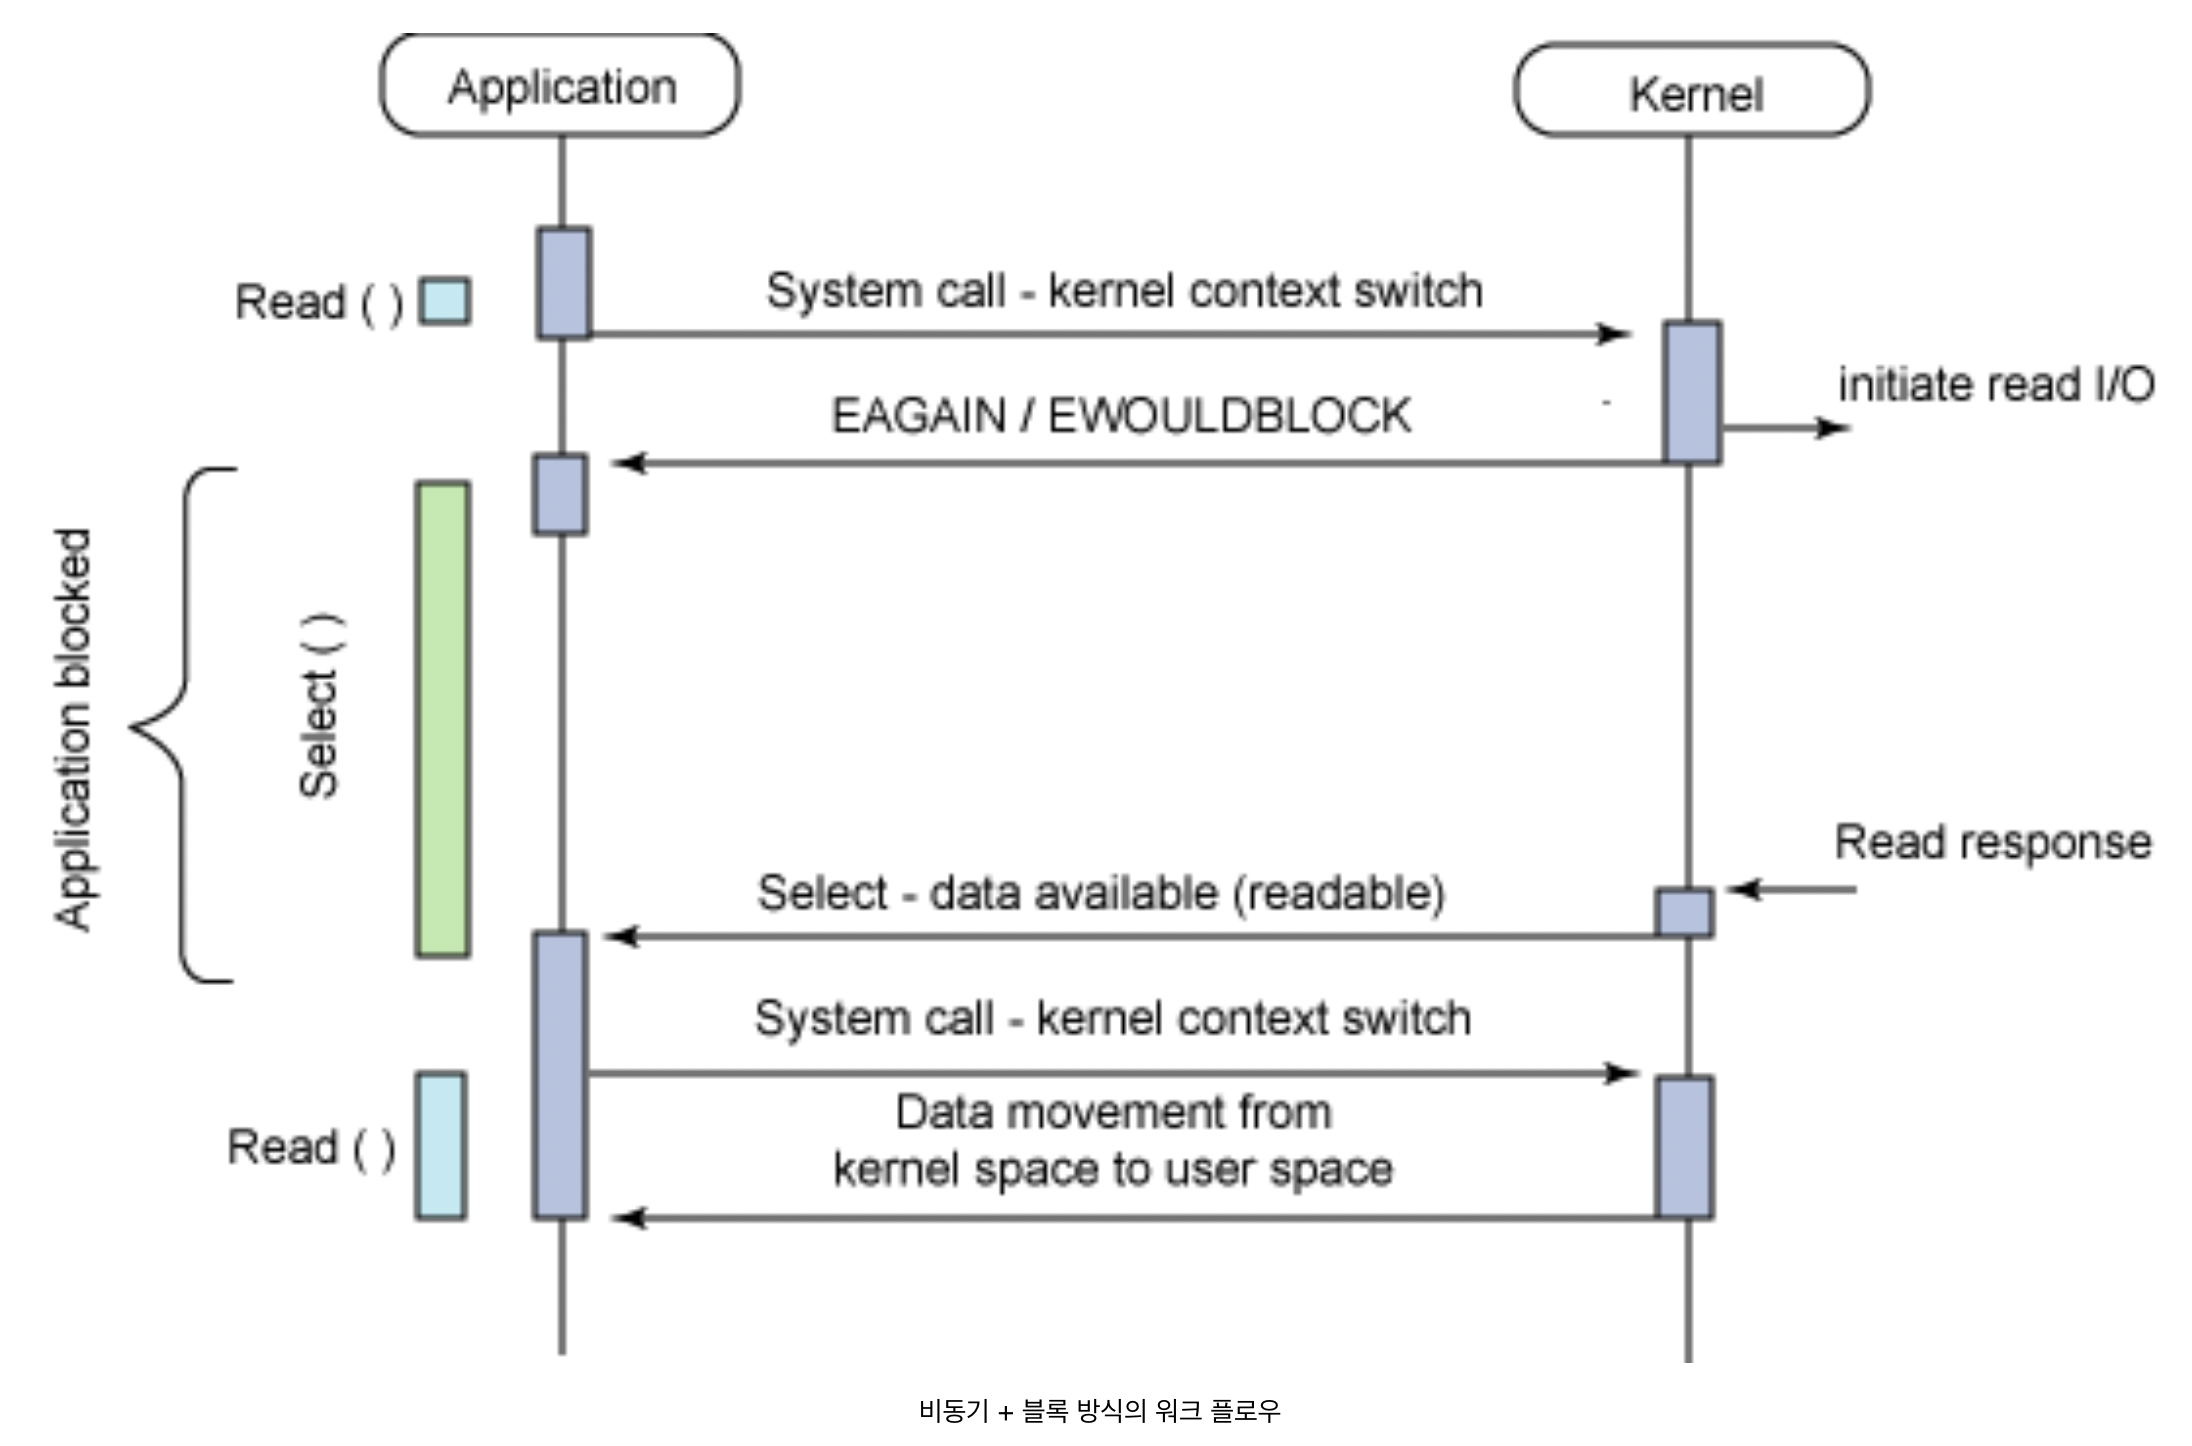 Application
Kernel
Read ( )
System call - kernel context switch
initiate read I/O
EAGAIN / EWOULDBLOCK
Application blocked
Select ( )
Read response
Select - data available (readable)
System call - kernel context switch
Data movement from
kernel space to user space
Read ( )
비동기 + 블록 방식의 워크 플로우